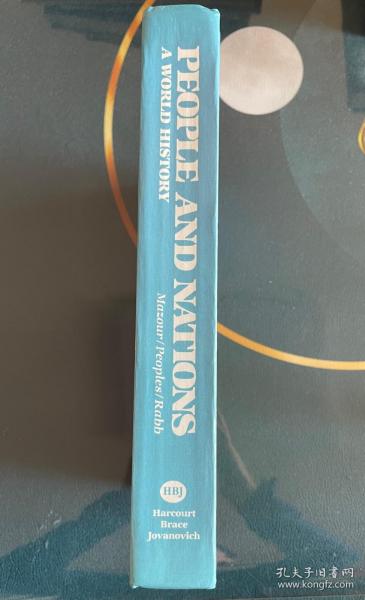 PEOPLE AND NATIONS
A WORLD HISTORY
Mazour/Peoples/Rabb
HBJ
Harcourt
Brace
Jovanovich
孔夫子旧书网
kongfz.com